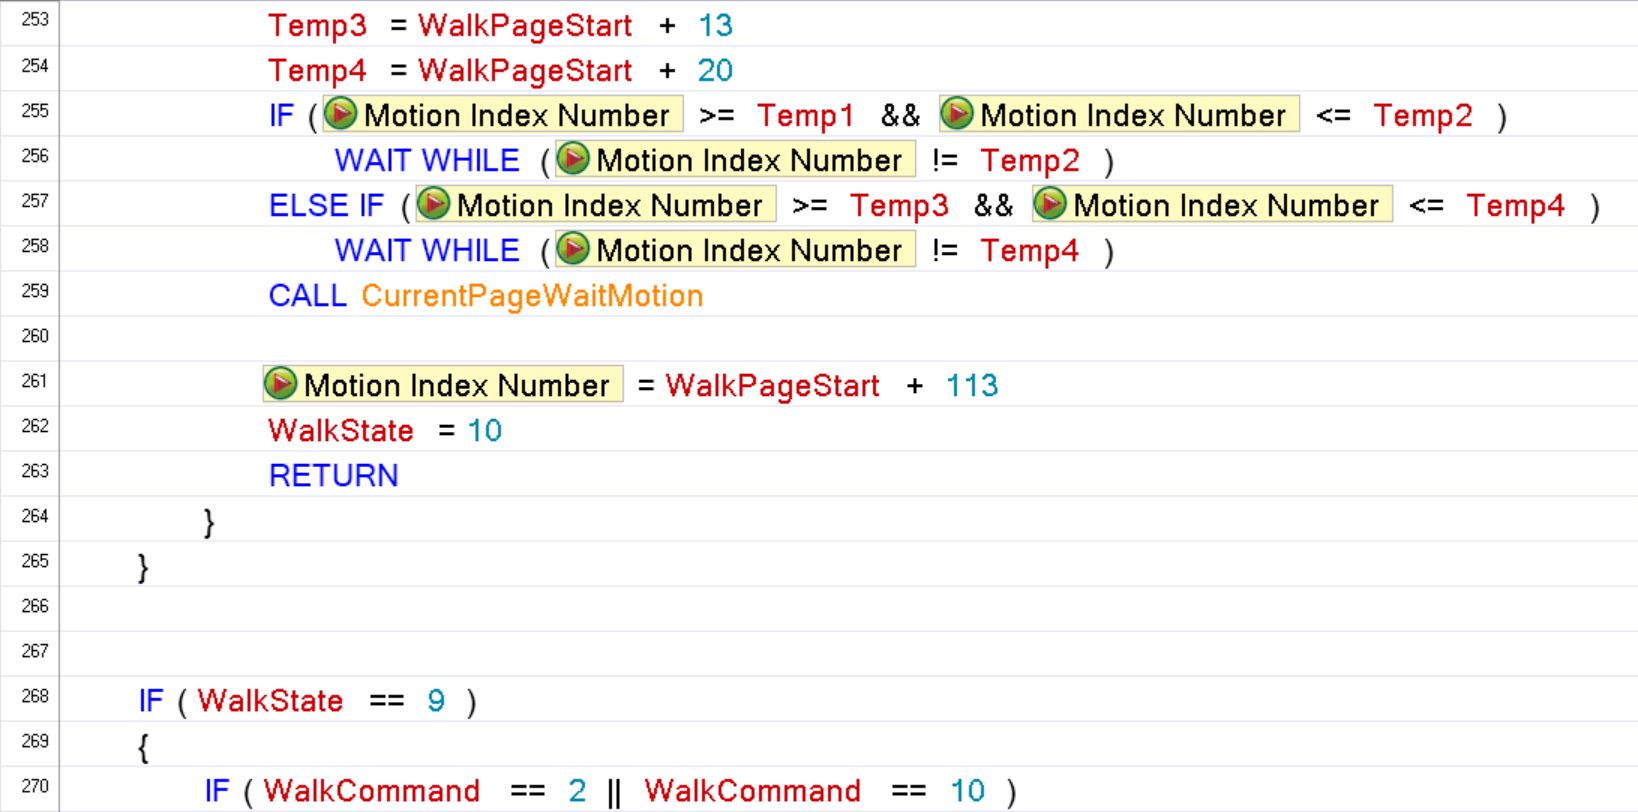 253 Temp3 = WalkPageStart + 13
254 Temp4 = WalkPageStart + 20
255 IF ( Motion Index Number >= Temp1 && Motion Index Number <= Temp2 )
256 WAIT WHILE ( Motion Index Number != Temp2 )
257 ELSE IF ( Motion Index Number >= Temp3 && Motion Index Number <= Temp4 )
258 WAIT WHILE ( Motion Index Number != Temp4 )
259 CALL CurrentPageWaitMotion
260
261 Motion Index Number = WalkPageStart + 113
262 WalkState = 10
263 RETURN
264 }
265 }
266
267
268 IF ( WalkState == 9 )
269 {
270 IF ( WalkCommand == 2 || WalkCommand == 10 )